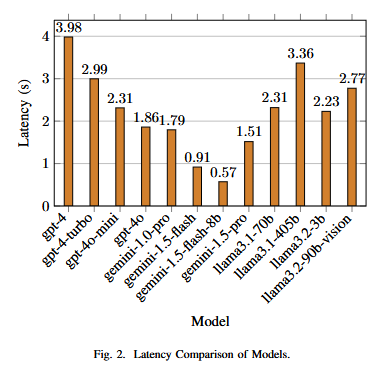 Latency (s)
4
3
2
1
0
3.98
2.99
2.31
1.86
1.79
0.91
0.57
1.51
2.31
3.36
2.23
2.77
gpt-4
gpt-4-turbo
gpt-4o-mini
gpt-4o
gemini-1.0-pro
gemini-1.5-flash
gemini-1.5-flash-8b
gemini-1.5-pro
llama3.1-70b
llama3.1-405b
llama3.2-3b
llama3.2-90b-vision
Model
Fig. 2. Latency Comparison of Models.